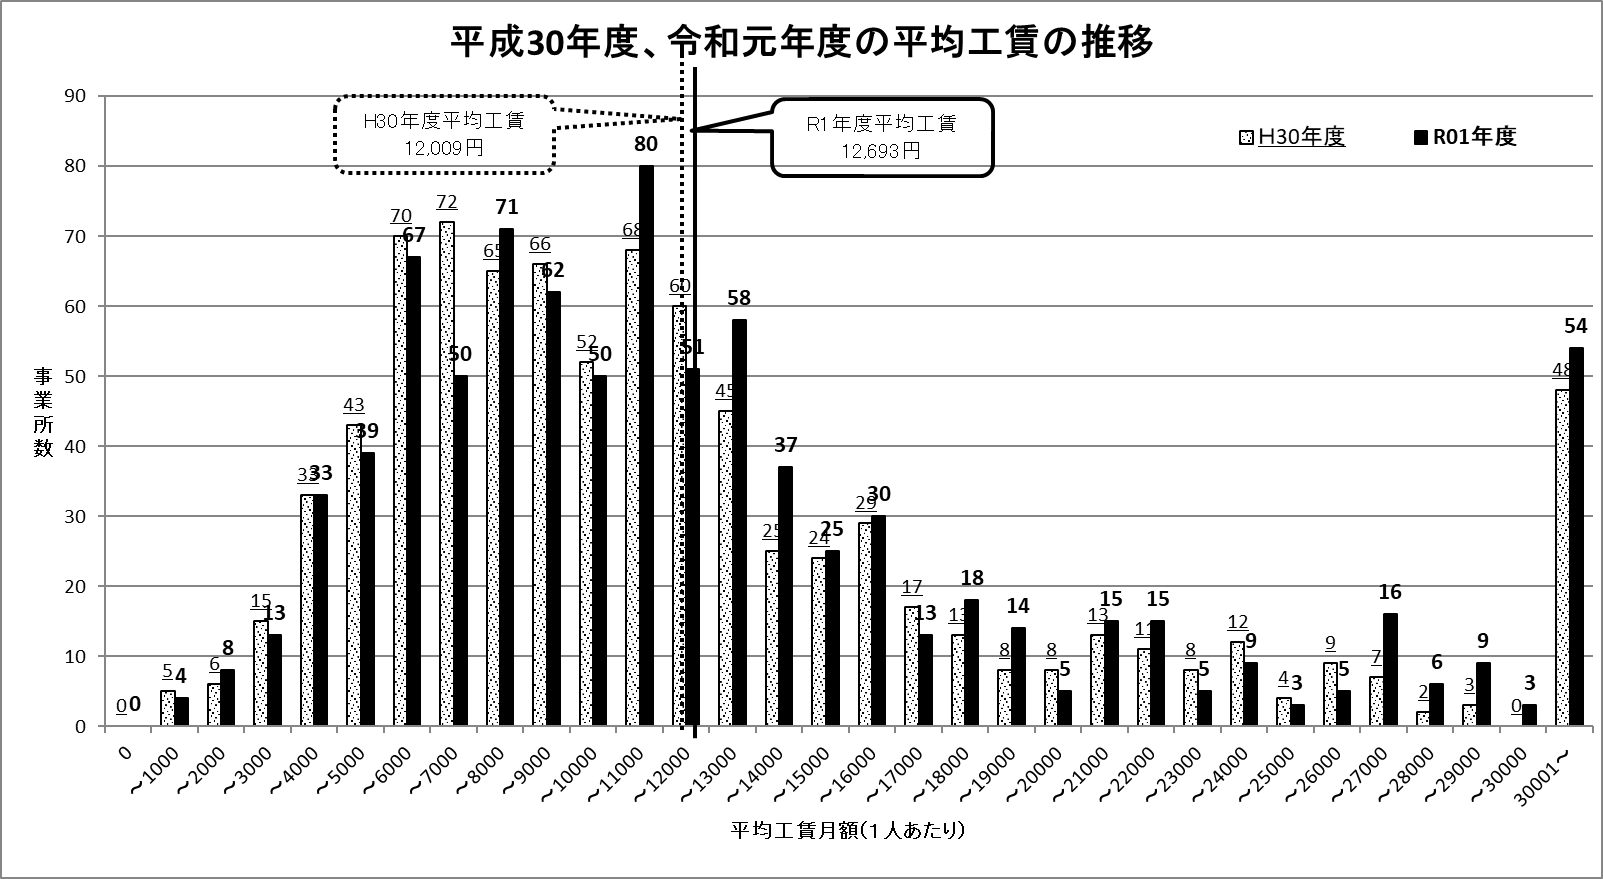 平成30年度、令和元年度の平均工賃の推移
H30年度平均工賃
12,009円
R1年度平均工賃
12,693円
H30年度 R01年度
事業所数
90
80
70
60
50
40
30
20
10
0
0 5 6 15 33 43 70 72 65 66 52 68 60 45 25 24 29 17 13 8 8 13 11 8 12 4 9 7 2 3 0 48
0 4 8 13 33 39 67 50 71 62 50 80 51 58 37 25 30 13 18 14 5 15 15 5 9 3 5 16 6 9 3 54
0 ～1000 ～2000 ～3000 ～4000 ～5000 ～6000 ～7000 ～8000 ～9000 ～10000 ～11000 ～12000 ～13000 ～14000 ～15000 ～16000 ～17000 ～18000 ～19000 ～20000 ～21000 ～22000 ～23000 ～24000 ～25000 ～26000 ～27000 ～28000 ～29000 ～30000 30001～
平均工賃月額(１人あたり)